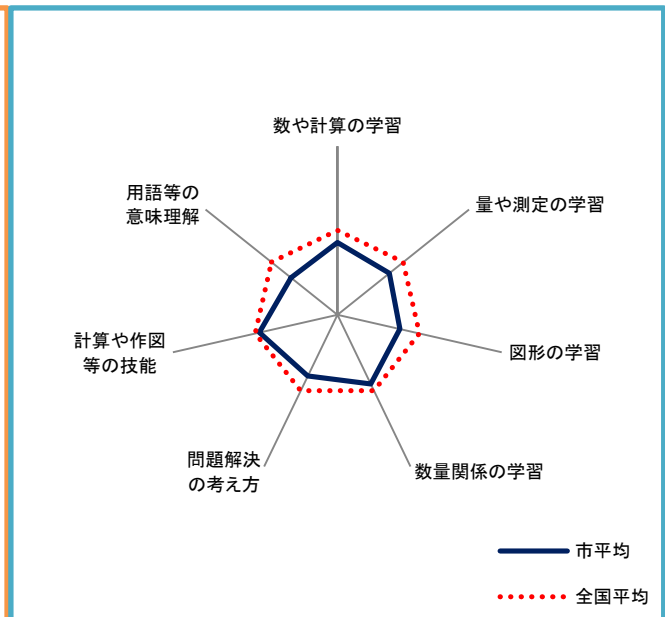 数や計算の学習
用語等の
意味理解
量や測定の学習
計算や作図
等の技能
図形の学習
問題解決
の考え方
数量関係の学習
市平均
全国平均